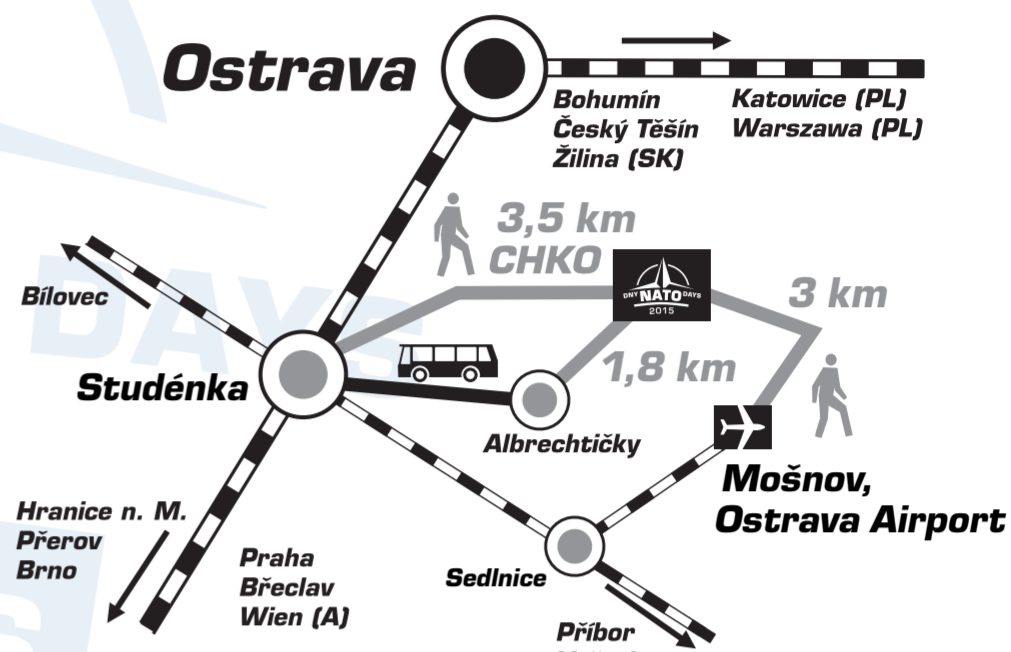 Ostrava
Bohumín
Český Těšín
Žilina (SK)
Katowice (PL)
Warszawa (PL)
3,5 km
CHKO
DNY NATO DAYS
2015
3 km
Bílovec
DAYS
Studénka
1,8 km
Albrechtičky
Mošnov,
Ostrava Airport
Hranice n. M.
Přerov
Brno
Praha
Břeclav
Wien (A)
Sedlnice
Příbor